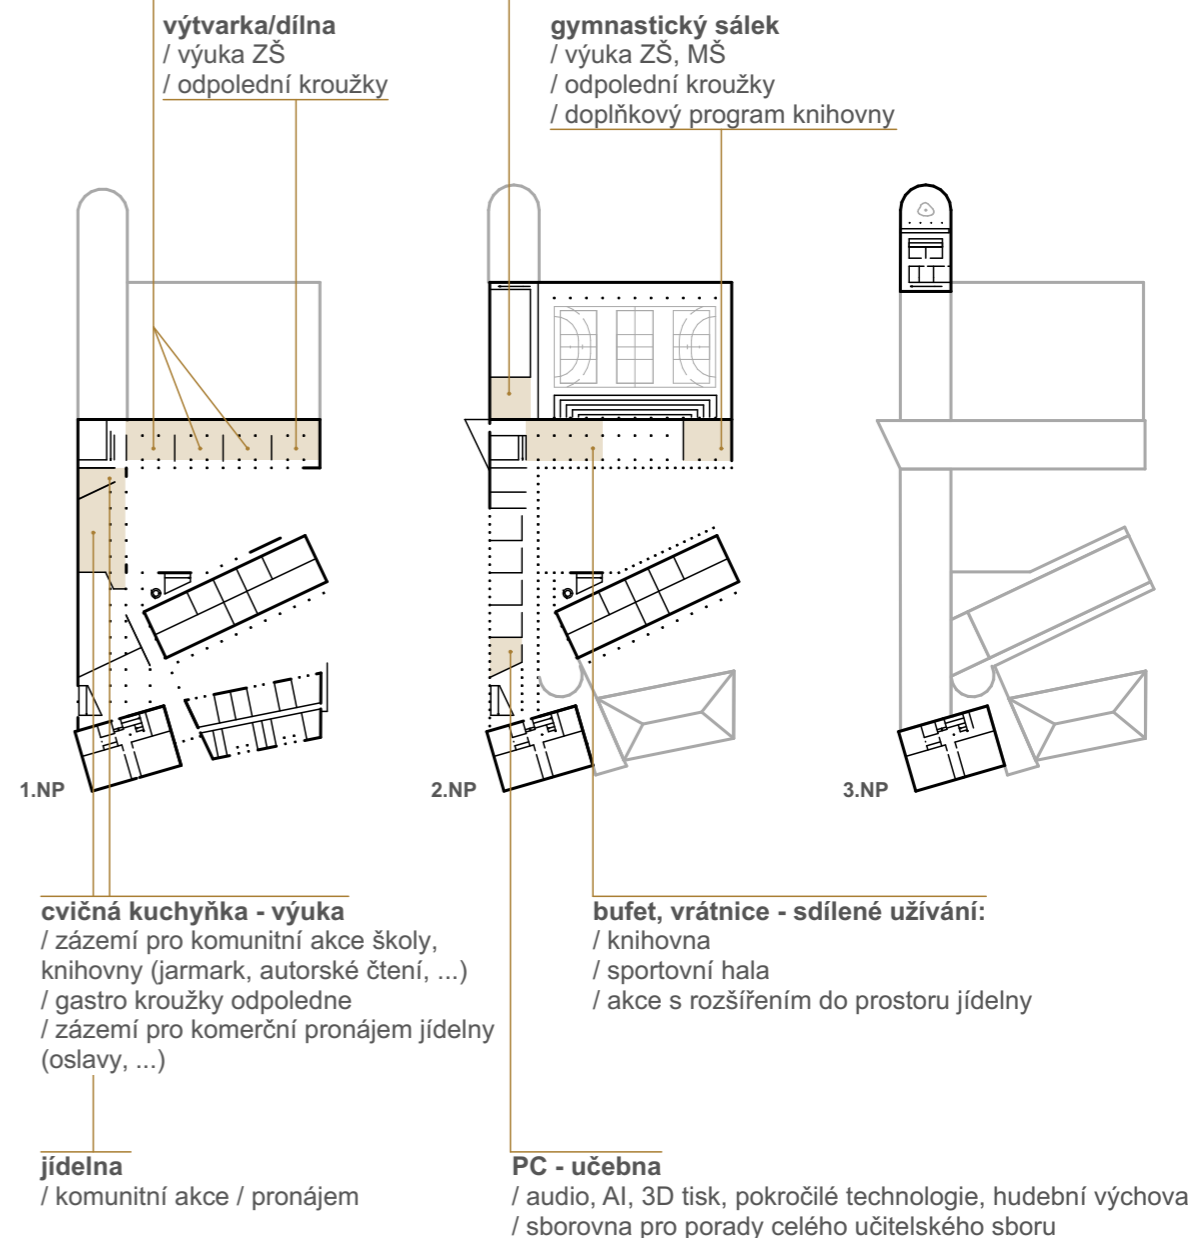 výtvarka/dílna
/ výuka ZŠ
/ odpolední kroužky
gymnastický sálek
/ výuka ZŠ, MŠ
/ odpolední kroužky
/ doplňkový program knihovny
1.NP
2.NP
3.NP
cvičná kuchyňka - výuka
/ zázemí pro komunitní akce školy,
knihovny (jarmark, autorské čtení, ...)
/ gastro kroužky odpoledne
/ zázemí pro komerční pronájem jídelny
(oslavy, ...)
bufet, vrátnice - sdílené užívání:
/ knihovna
/ sportovní hala
/ akce s rozšířením do prostoru jídelny
jídelna
/ komunitní akce / pronájem
PC - učebna
/ audio, AI, 3D tisk, pokročilé technologie, hudební výchova
/ sborovna pro porady celého učitelského sboru